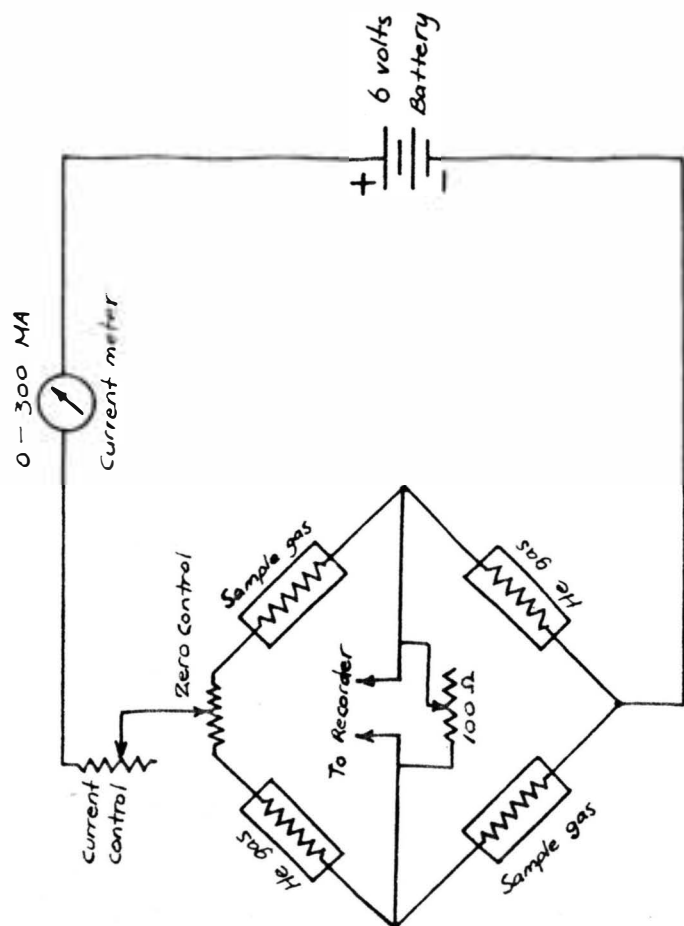 0 - 300 MA
Current meter
6 volts
Battery
+
-
Current
control
Zero Control
Sample gas
He gas
To Recorder
100 Ω
He gas
Sample gas